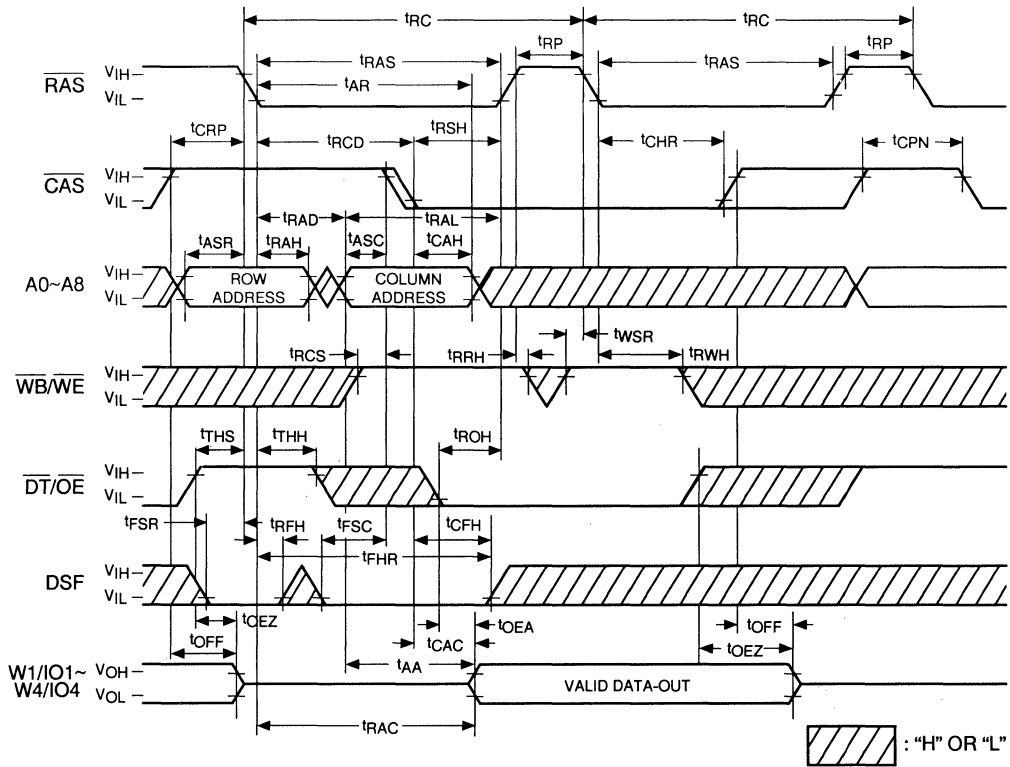 tRC tRC
tRP tRP
tRAS tRAS
tAR
RAS VIH
VIL
tCRP tRCD tRSH tCHR tCPN
CAS VIH
VIL
tRAD tRAL
tASR tRAH tASC tCAH
A0~A8 VIH
VIL
ROW ADDRESS
COLUMN ADDRESS
tWSR
tRCS tRRH tRWH
WB/WE VIH
VIL
tTHS tTHH tROH
DT/OE VIH
VIL
tFSR tRFH tFSC tCFH
tFHR
DSF VIH
VIL
tOEZ tOEA tOFF
tOFF tCAC tOEZ
tAA
W1/IO1~ VOH
W4/IO4 VOL
VALID DATA-OUT
tRAC
: "H" OR "L"